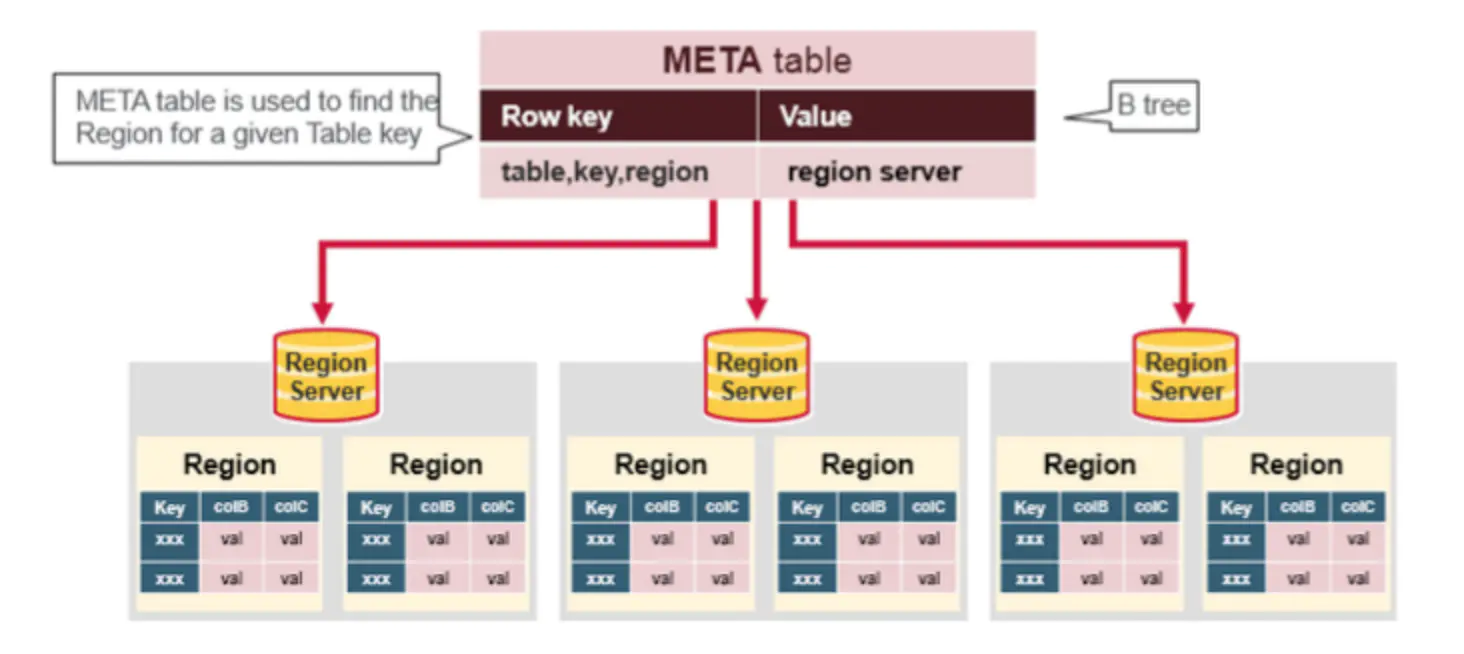 META table
META table is used to find the
Region for a given Table key
Row key Value
B tree
table,key,region region server
Region
Server
Region
Server
Region
Server
Region Region Region Region Region Region
Key colB colC Key colB colC Key colB colC Key colB colC Key colB colC Key colB colC
xxx val val xxx val val xxx val val xxx val val xxx val val xxx val val
xxx val val xxx val val xxx val val xxx val val xxx val val xxx val val